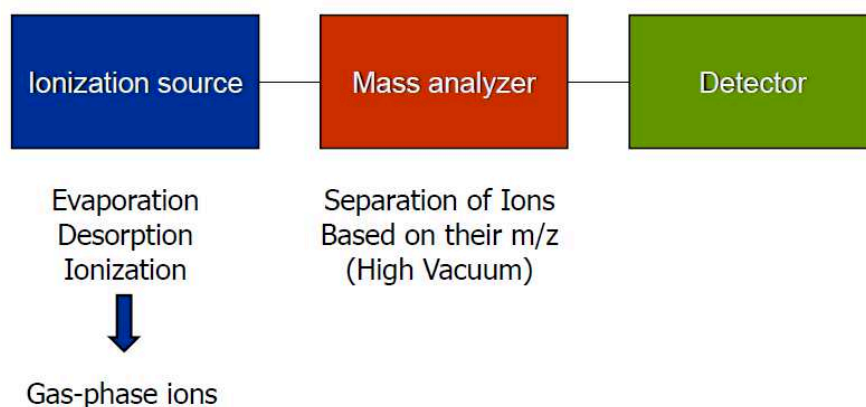 Ionization source
Mass analyzer
Detector
Evaporation
Desorption
Ionization
Separation of Ions
Based on their m/z
(High Vacuum)
Gas-phase ions